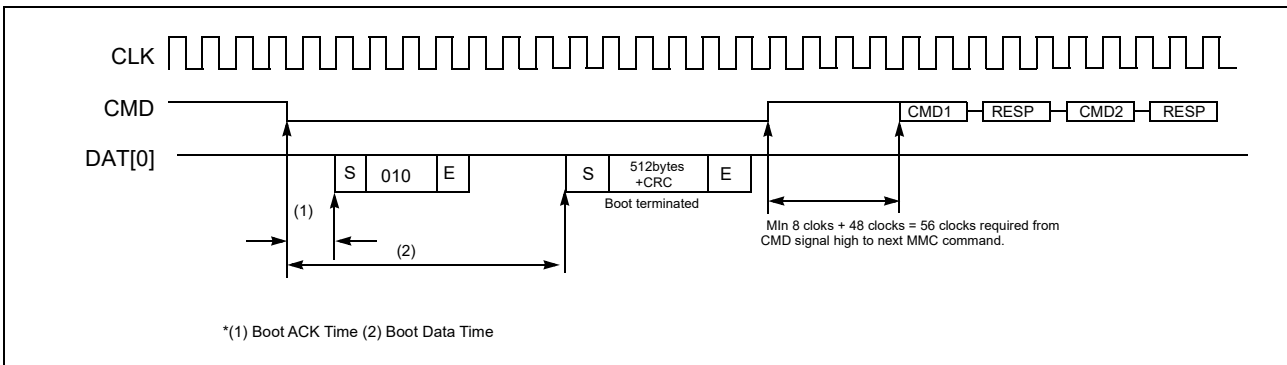 CLK
CMD
CMD1 RESP CMD2 RESP
DAT[0]
S 010 E S 512bytes E
+CRC
Boot terminated
(1)
(2)
MIn 8 cloks + 48 clocks = 56 clocks required from
CMD signal high to next MMC command.
*(1) Boot ACK Time (2) Boot Data Time